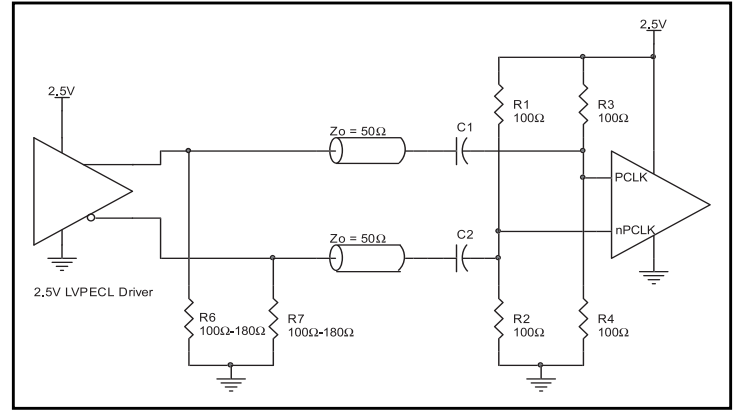 2.5V
2.5V
Zo = 50Ω
C1
R1
100Ω
R3
100Ω
PCLK
nPCLK
Zo = 50Ω
C2
2.5V LVPECL Driver
R6
100Ω-180Ω
R7
100Ω-180Ω
R2
100Ω
R4
100Ω